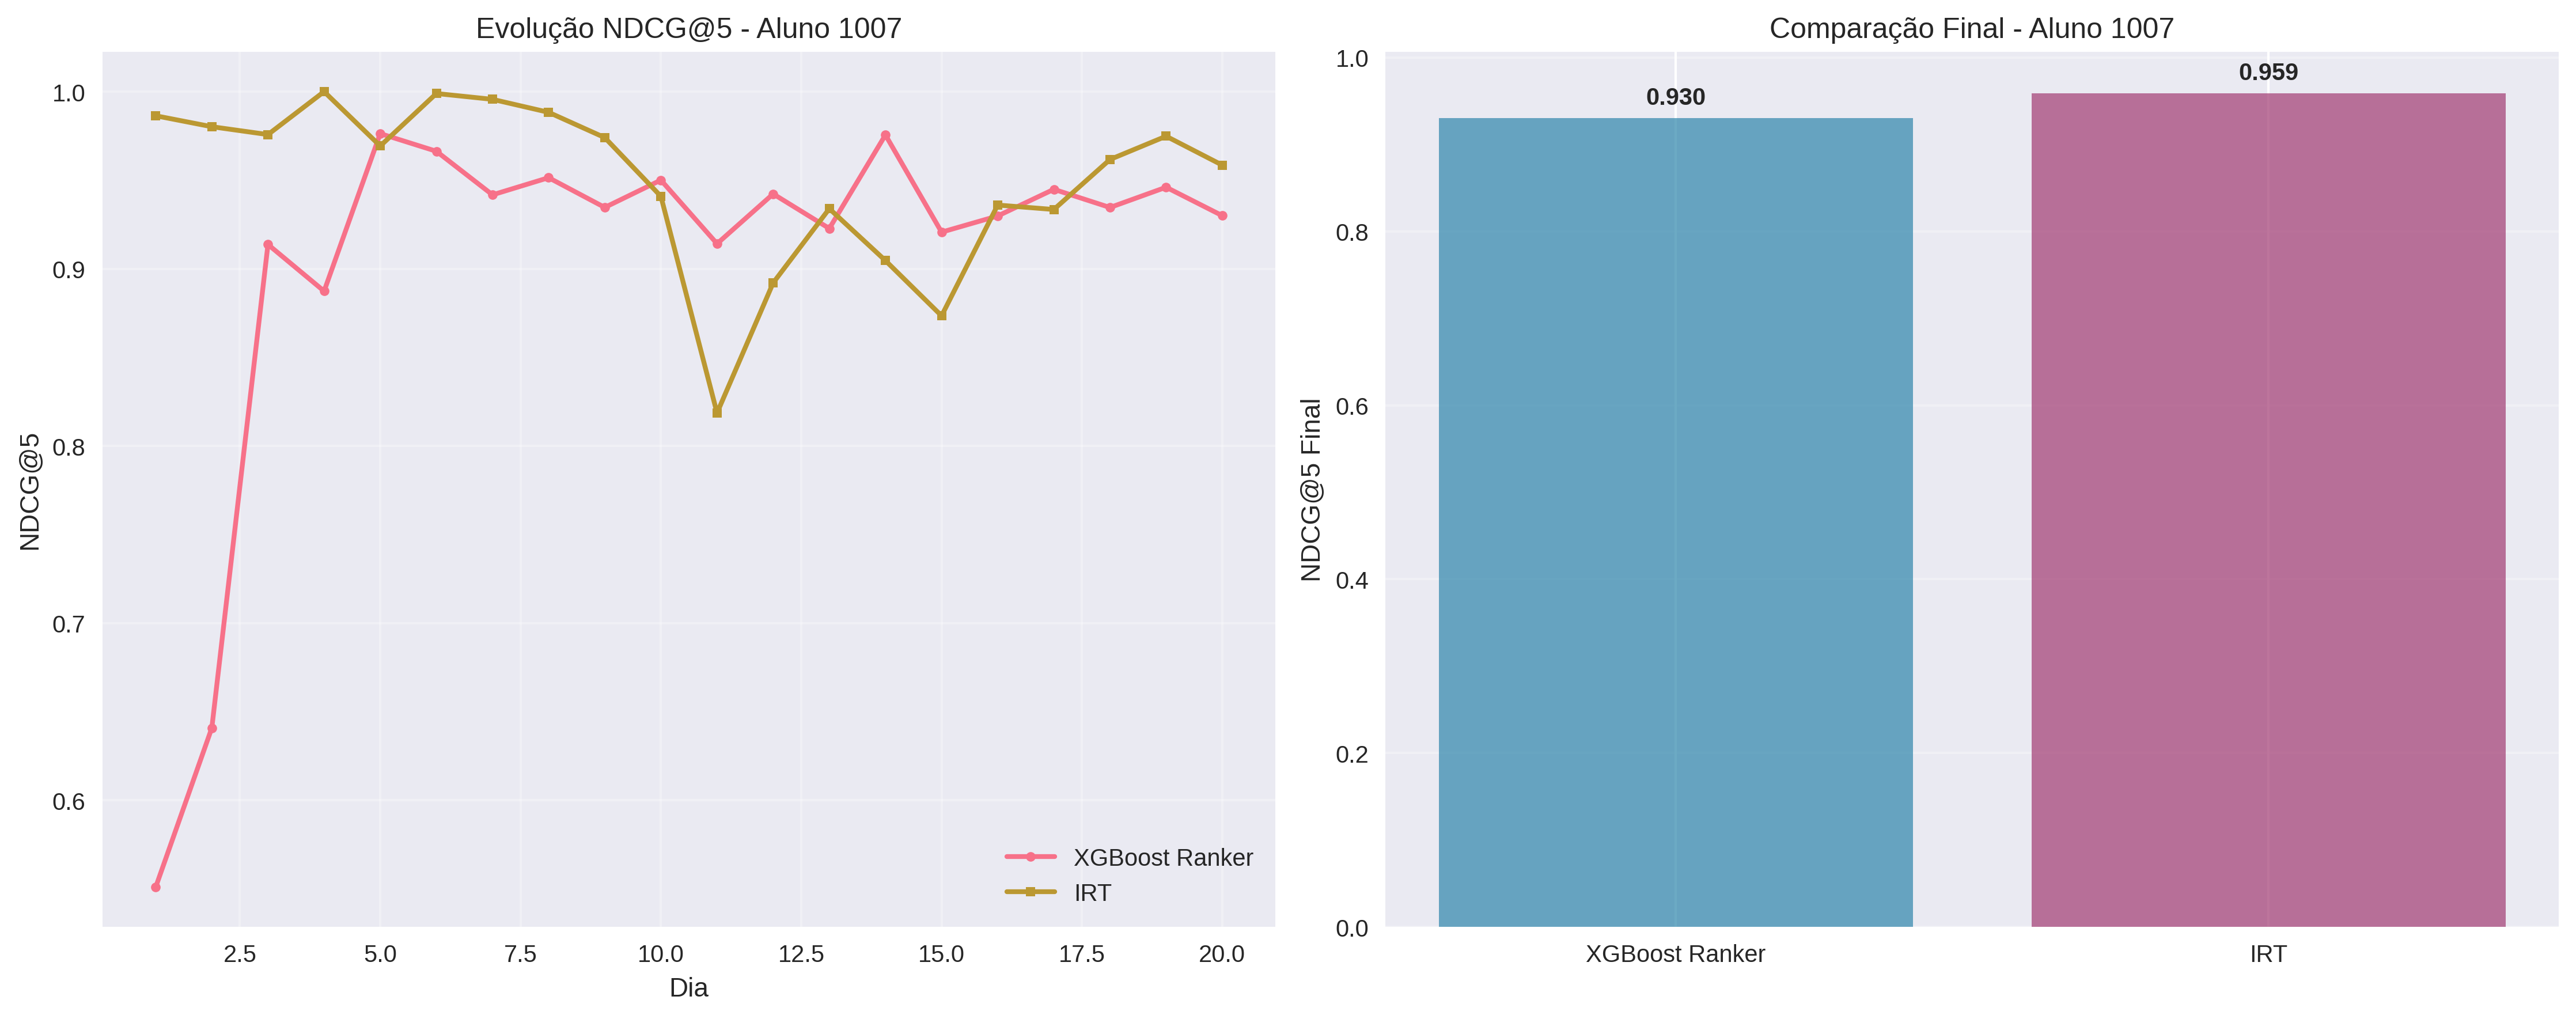 Evolução NDCG@5 - Aluno 1007
NDCG@5
1.0
0.9
0.8
0.7
0.6
2.5
5.0
7.5
10.0
12.5
15.0
17.5
20.0
Dia
XGBoost Ranker
IRT
Comparação Final - Aluno 1007
NDCG@5 Final
1.0
0.8
0.6
0.4
0.2
0.0
0.930
0.959
XGBoost Ranker
IRT